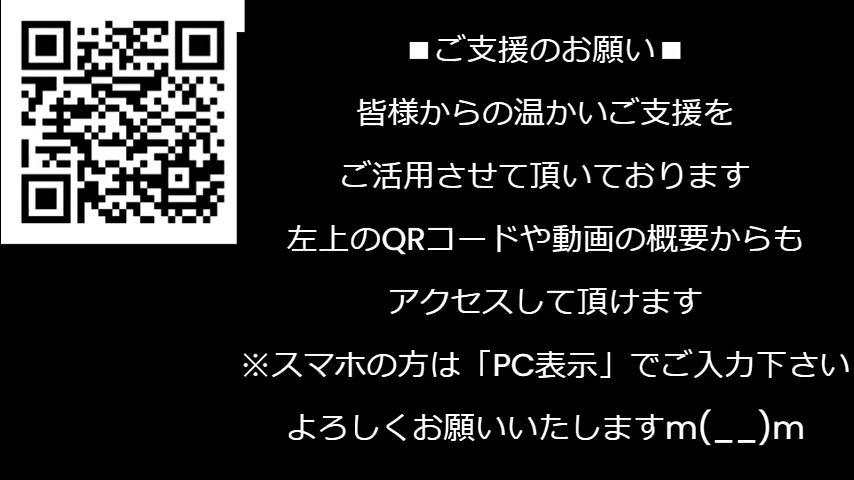 ■ご支援のお願い■
皆様からの温かいご支援を
ご活用させて頂いております
左上のQRコードや動画の概要からも
アクセスして頂けます
※スマホの方は「PC表示」でご入力下さい
よろしくお願いいたしますm(__)m